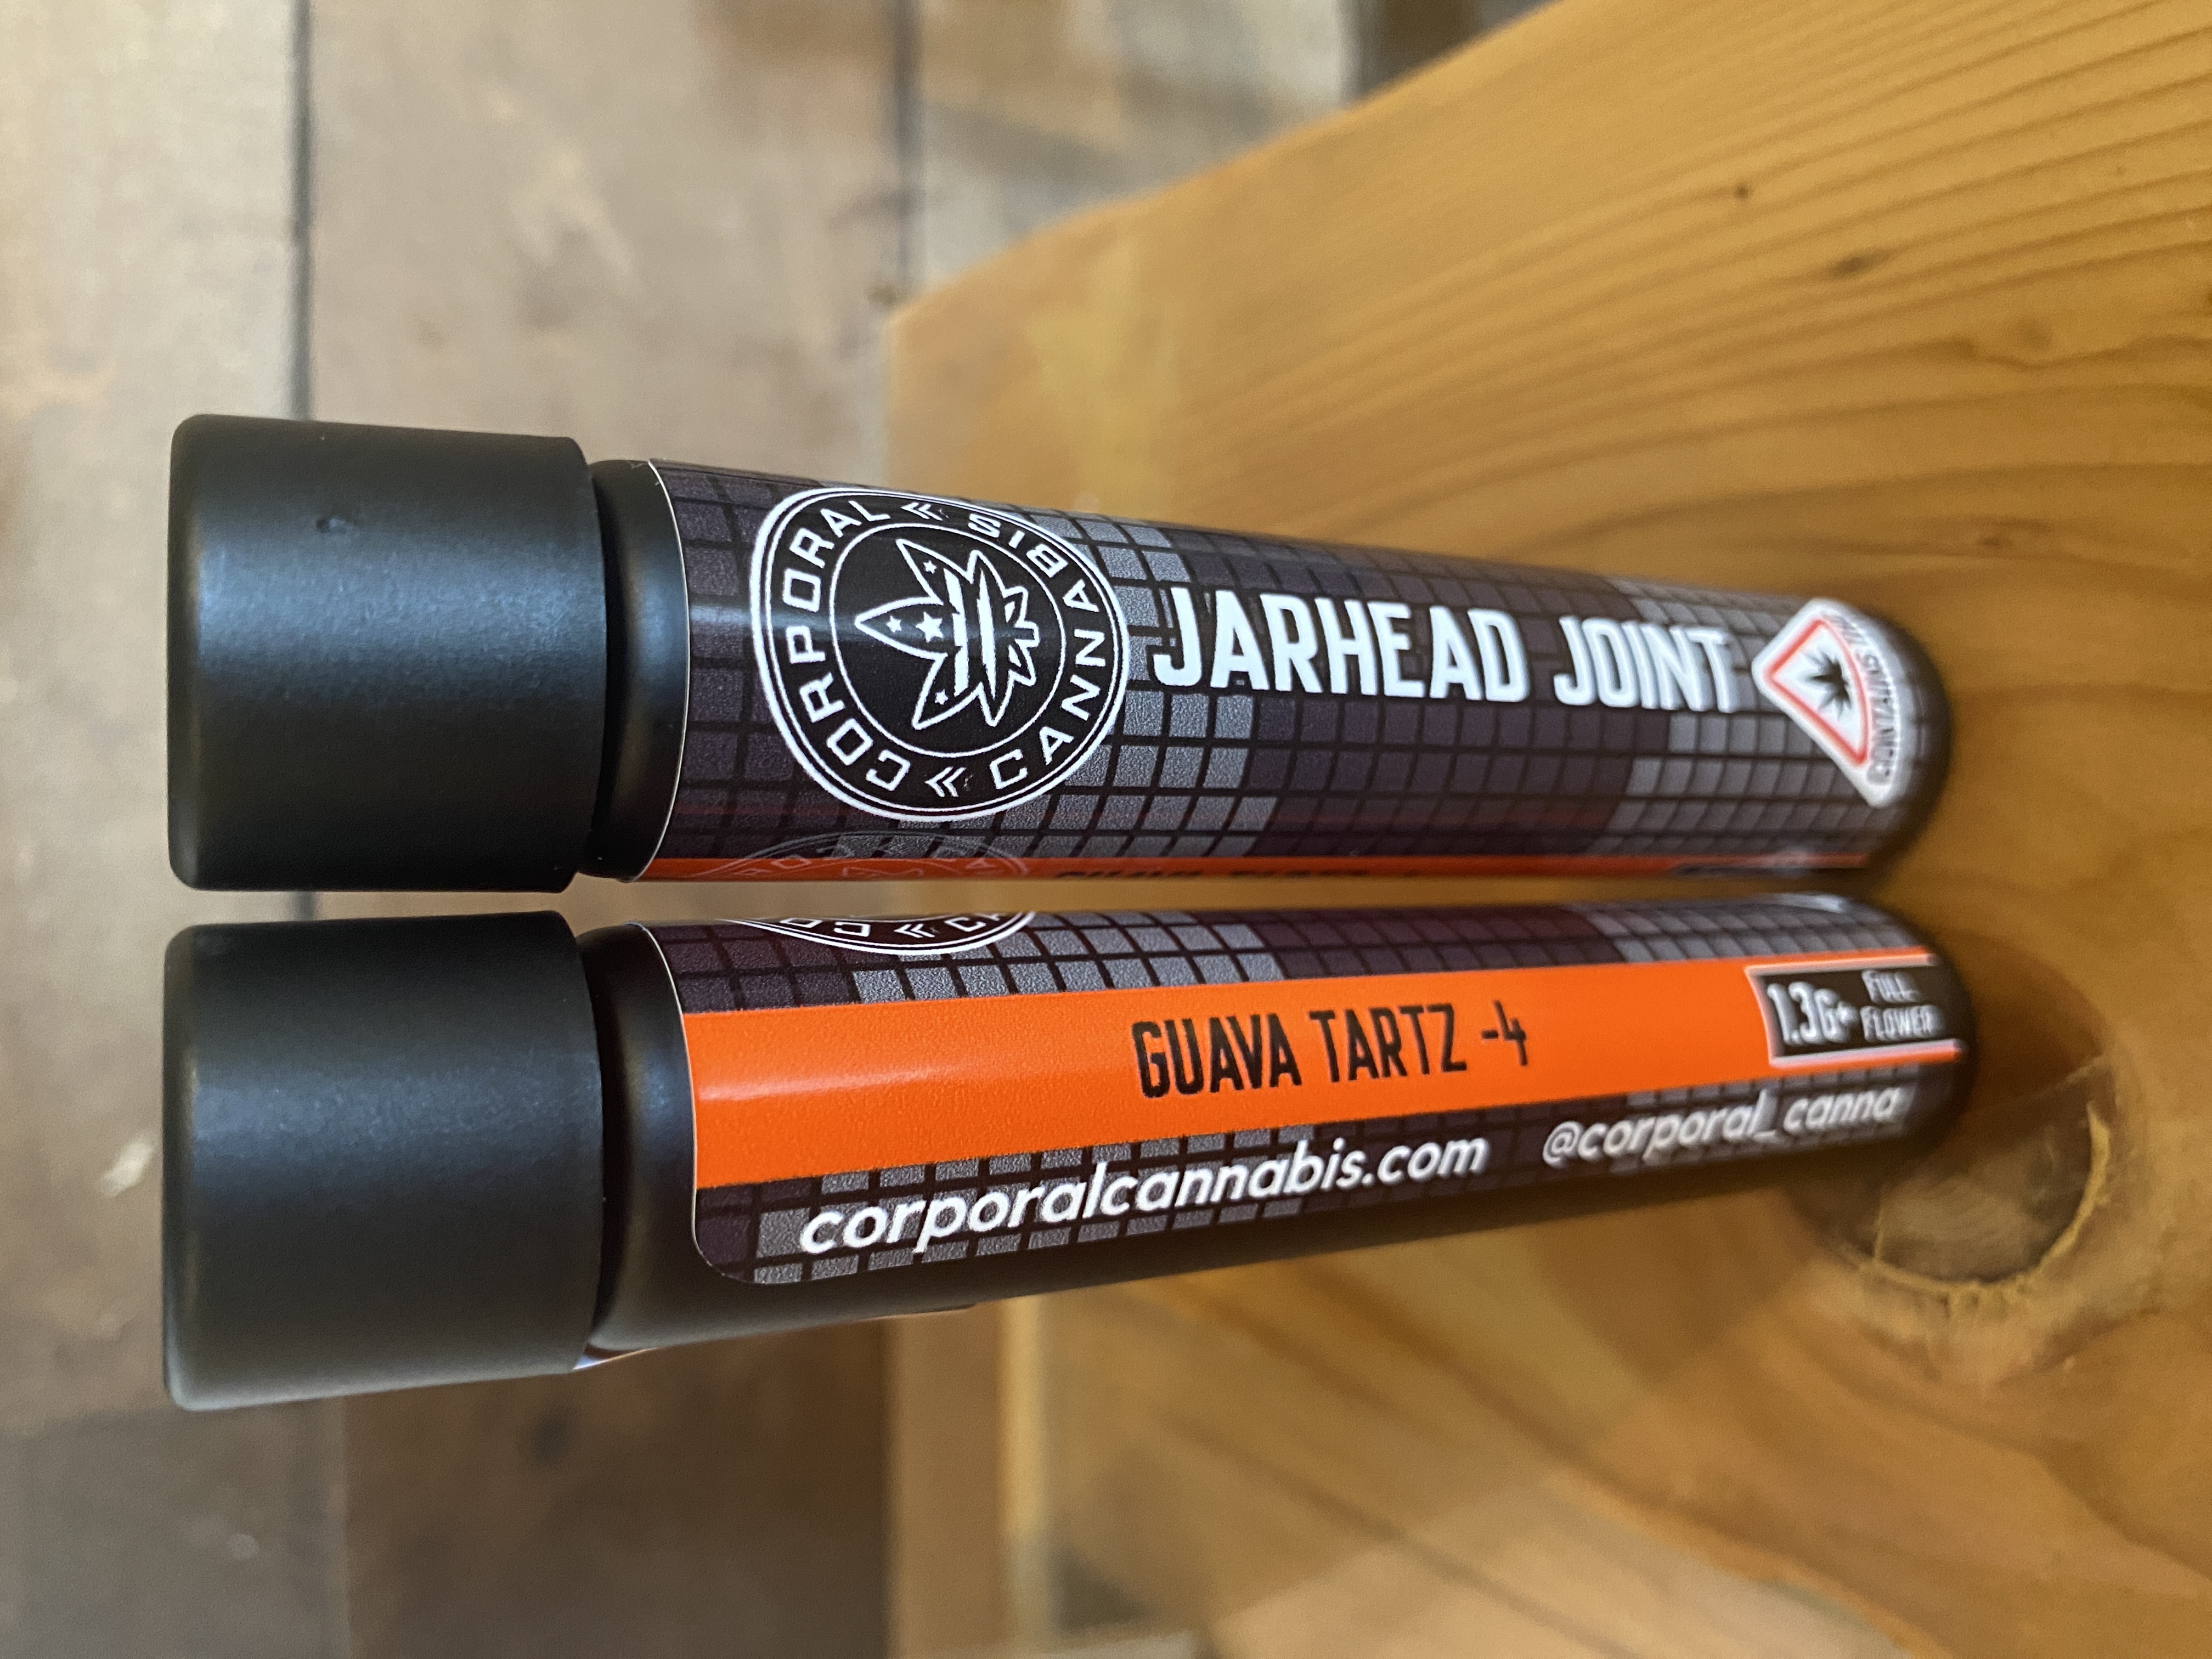 CORPORAL CANNABIS
JARHEAD JOINT
CONTAINS THC
GUAVA TARTZ -4
1.3G+ FULL
FLOWER
corporalcannabis.com @corporal_canna